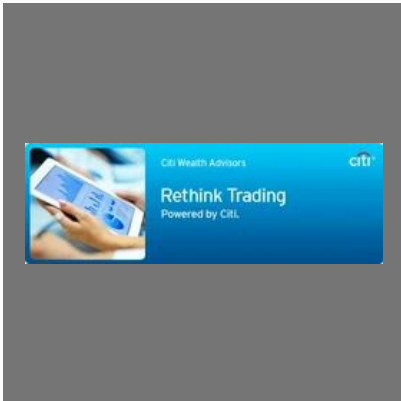 Citi Wealth Advisors
citi
Rethink Trading
Powered by Citi.